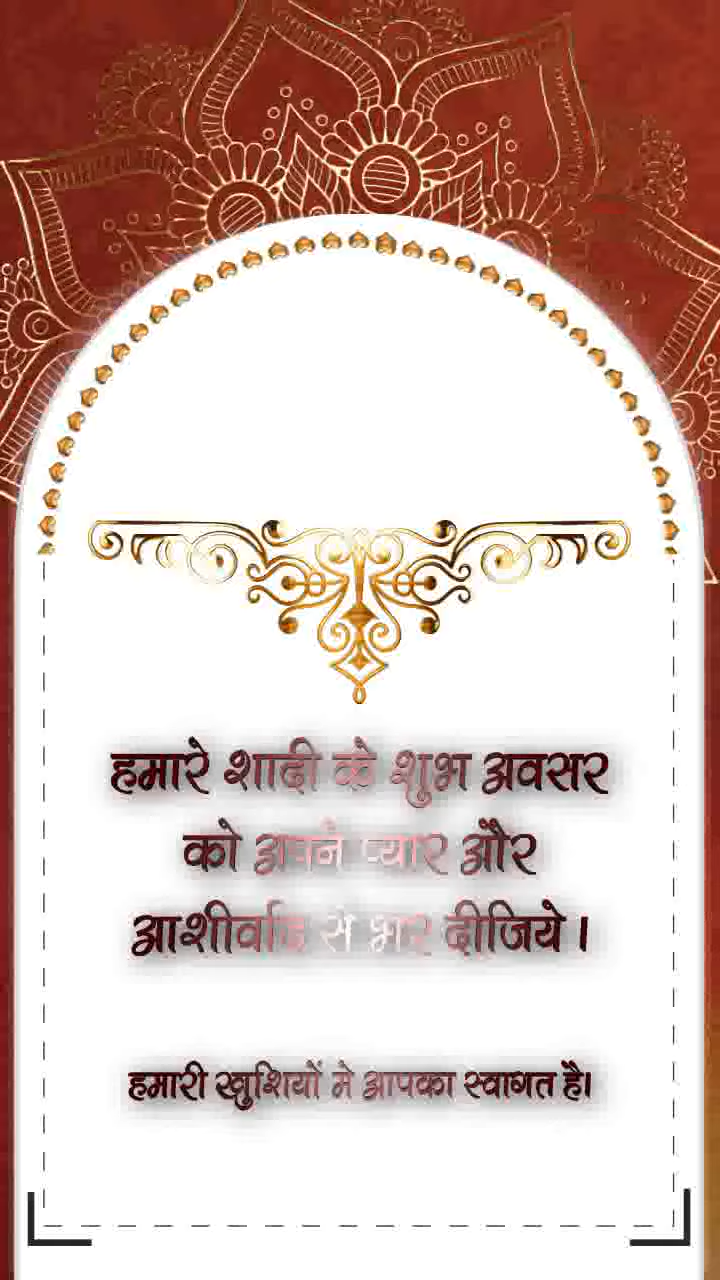 हमारे शादी के शुभ अवसर
को अपने प्यार और
आशीर्वाद से भर दीजिये ।
हमारी खुशियों मे आपका स्वागत है।